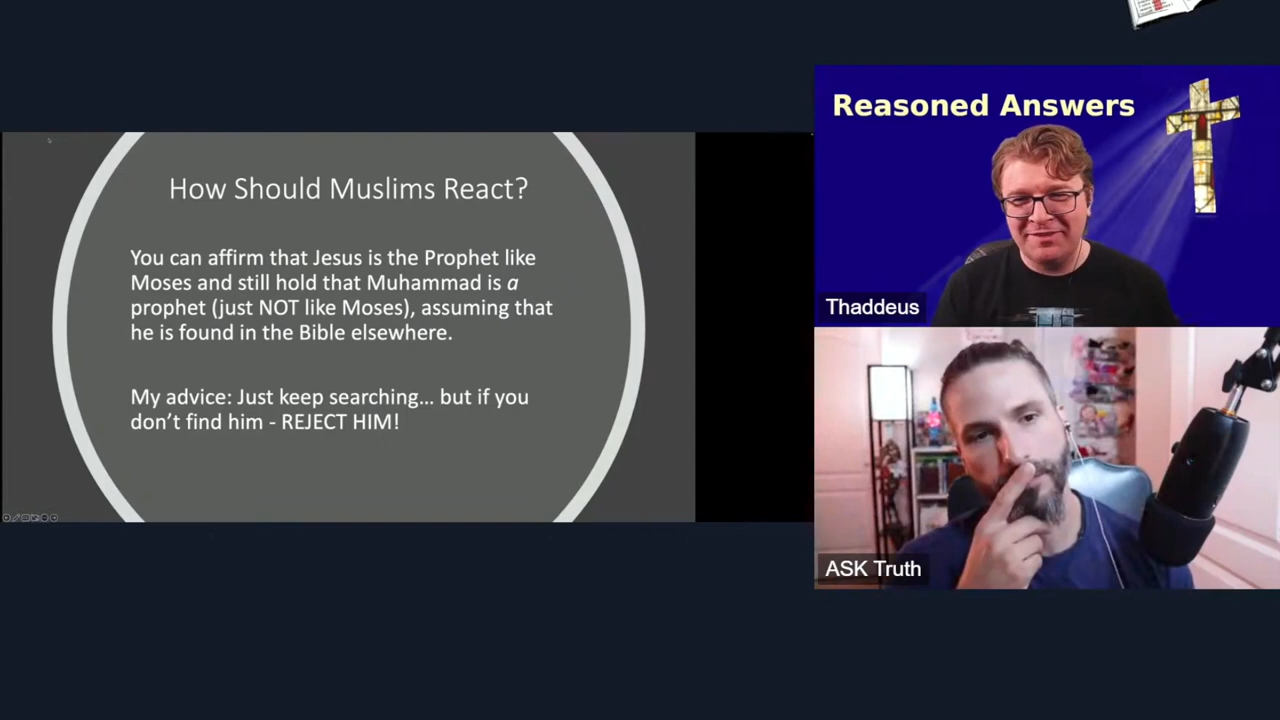 How Should Muslims React?
You can affirm that Jesus is the Prophet like
Moses and still hold that Muhammad is a
prophet (just NOT like Moses), assuming that
he is found in the Bible elsewhere.
My advice: Just keep searching... but if you
don't find him - REJECT HIM!
Reasoned Answers
Thaddeus
ASK Truth